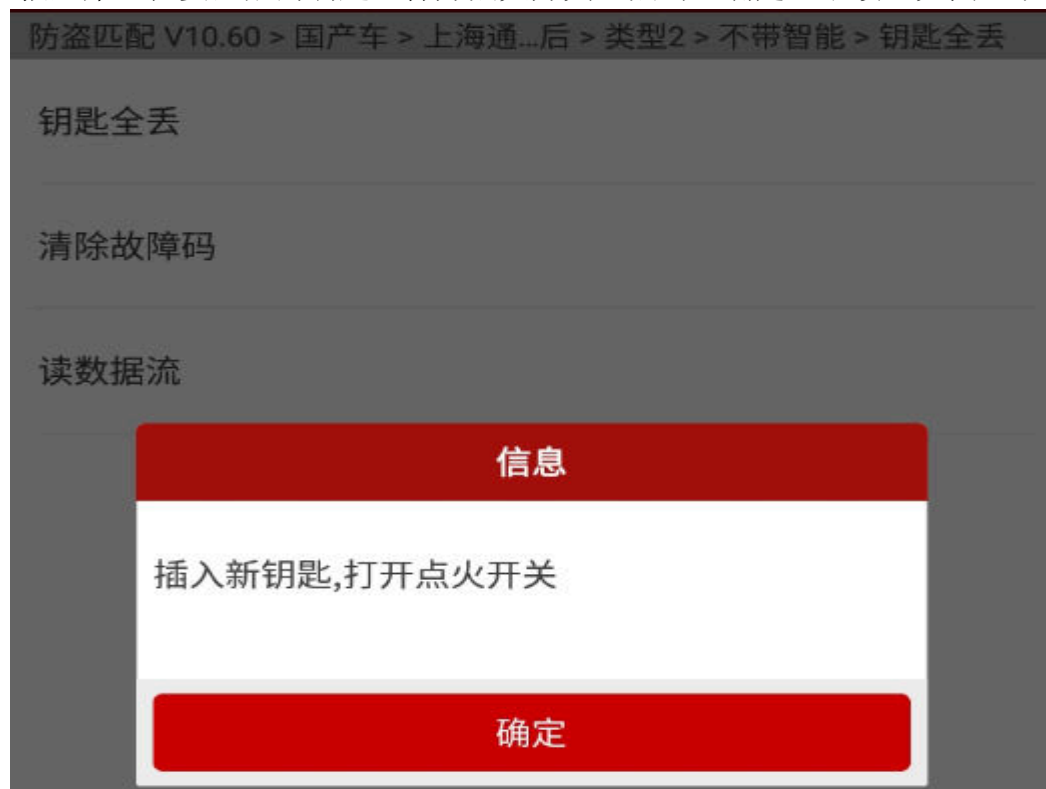 防盗匹配 V10.60 > 国产车 > 上海通...后 > 类型2 > 不带智能 > 钥匙全丢
钥匙全丢
清除故障码
读数据流
信息
插入新钥匙,打开点火开关
确定